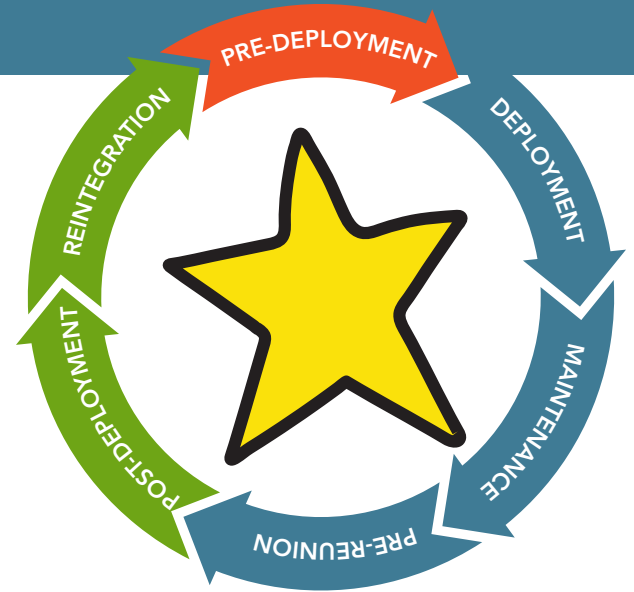 PRE-DEPLOYMENT
DEPLOYMENT
MAINTENANCE
PRE-REUNION
POST-DEPLOYMENT
REINTEGRATION